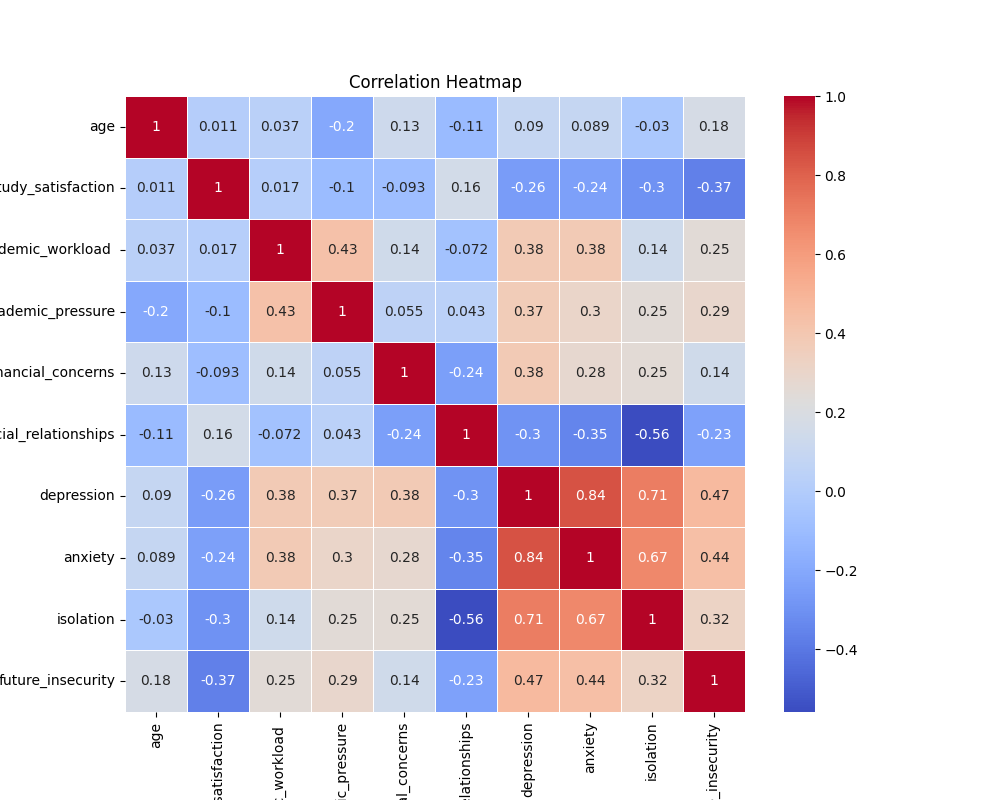 Correlation Heatmap
age 1 0.011 0.037 -0.2 0.13 -0.11 0.09 0.089 -0.03 0.18
tudy_satisfaction 0.011 1 0.017 -0.1 -0.093 0.16 -0.26 -0.24 -0.3 -0.37
demic_workload 0.037 0.017 1 0.43 0.14 -0.072 0.38 0.38 0.14 0.25
ademic_pressure -0.2 -0.1 0.43 1 0.055 0.043 0.37 0.3 0.25 0.29
nancial_concerns 0.13 -0.093 0.14 0.055 1 -0.24 0.38 0.28 0.25 0.14
cial_relationships -0.11 0.16 -0.072 0.043 -0.24 1 -0.3 -0.35 -0.56 -0.23
depression 0.09 -0.26 0.38 0.37 0.38 -0.3 1 0.84 0.71 0.47
anxiety 0.089 -0.24 0.38 0.3 0.28 -0.35 0.84 1 0.67 0.44
isolation -0.03 -0.3 0.14 0.25 0.25 -0.56 0.71 0.67 1 0.32
future_insecurity 0.18 -0.37 0.25 0.29 0.14 -0.23 0.47 0.44 0.32 1
age
satisfaction
_workload
ic_pressure
al_concerns
elationships
depression
anxiety
isolation
_insecurity
1.0
0.8
0.6
0.4
0.2
0.0
−0.2
−0.4